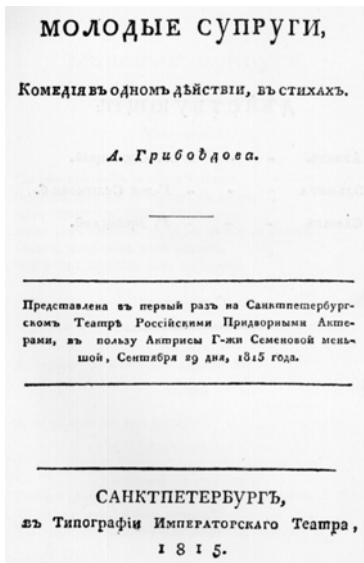 МОЛОДЫЕ СУПРУГИ,
КОМЕДІЯ ВЪ ОДНОМЪ ДѢЙСТВІИ, ВЪ СТИХАХЪ.
А. Грибоѣдова.
Представлена въ первый разъ на Санктпетербург-
скомъ Театрѣ Россійскими Придворными Акте-
рами, въ пользу Актрисы Г-жи Семеновой мень-
шой, Сентября 29 дня, 1815 года.
САНКТПЕТЕРБУРГЪ,
въ Типографіи ИМПЕРАТОРСКАГО Театра,
1815.